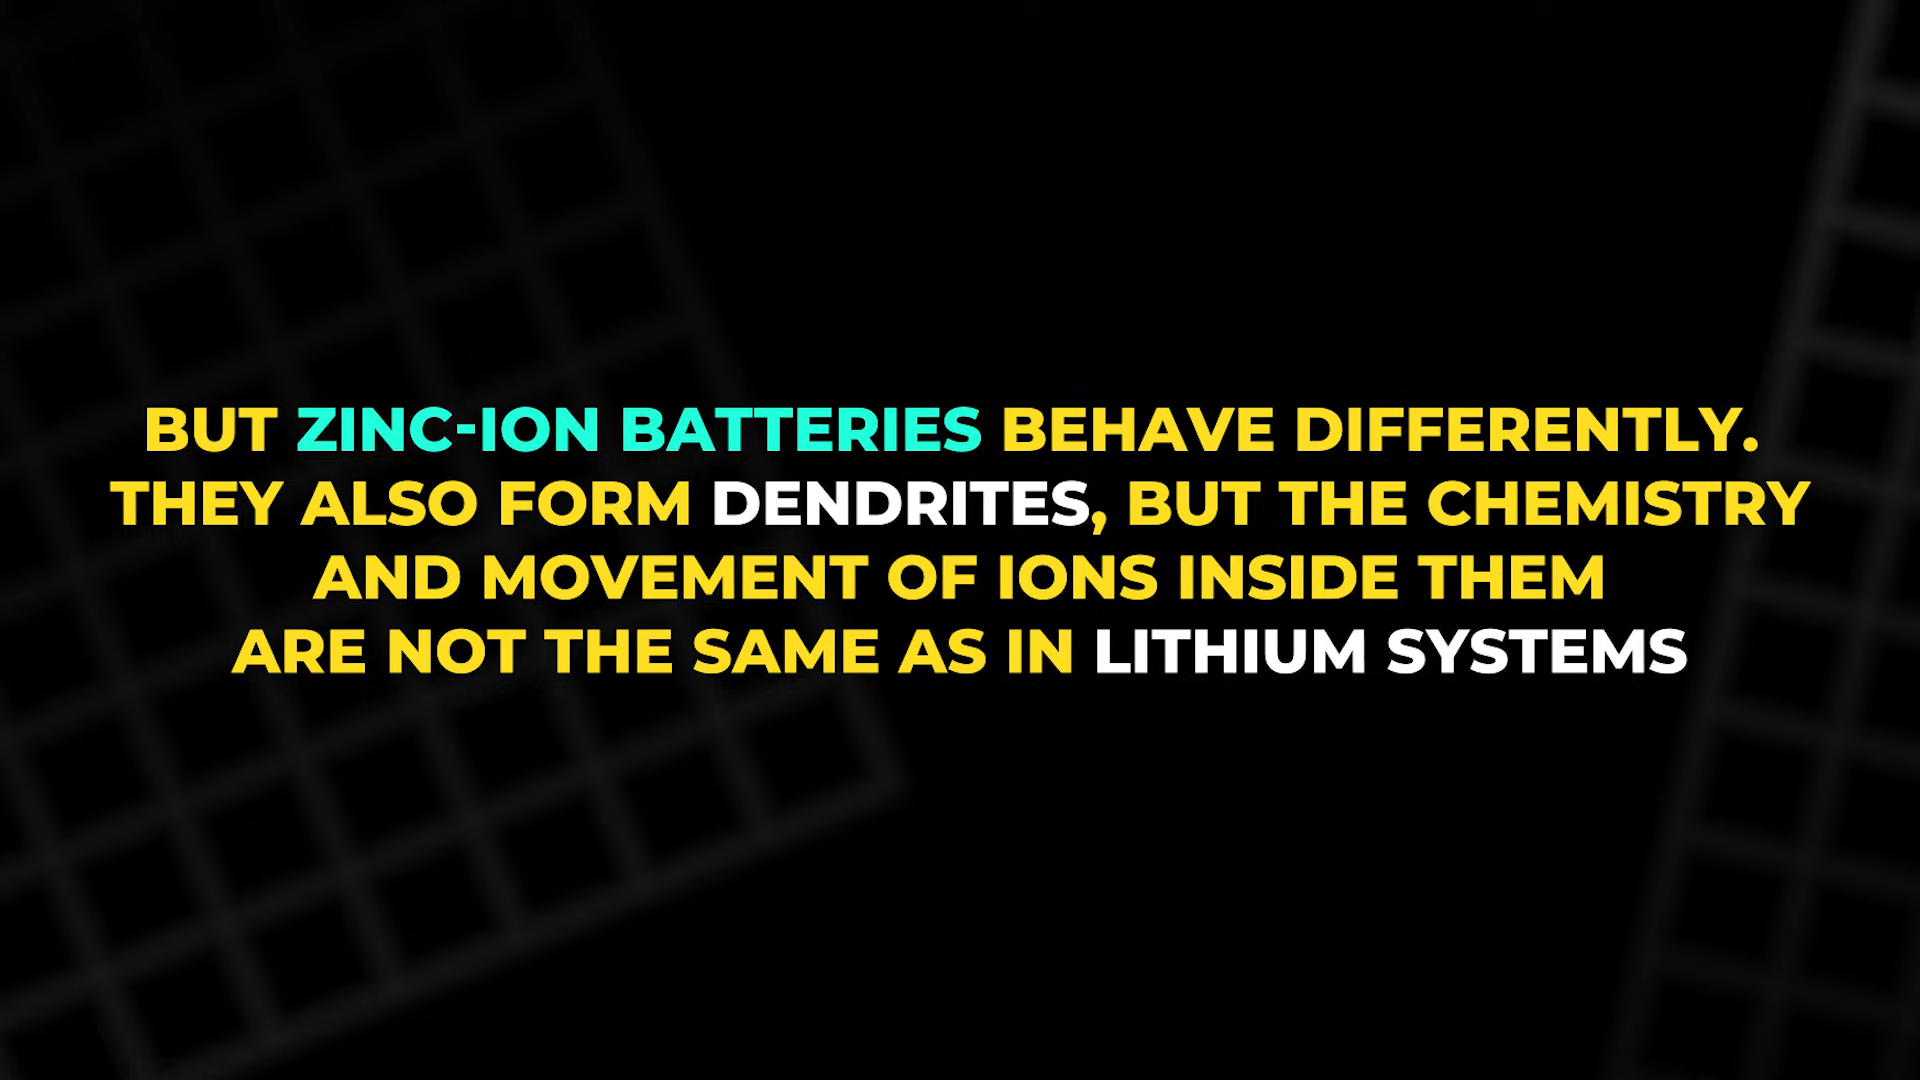 BUT ZINC-ION BATTERIES BEHAVE DIFFERENTLY.
THEY ALSO FORM DENDRITES, BUT THE CHEMISTRY
AND MOVEMENT OF IONS INSIDE THEM
ARE NOT THE SAME AS IN LITHIUM SYSTEMS